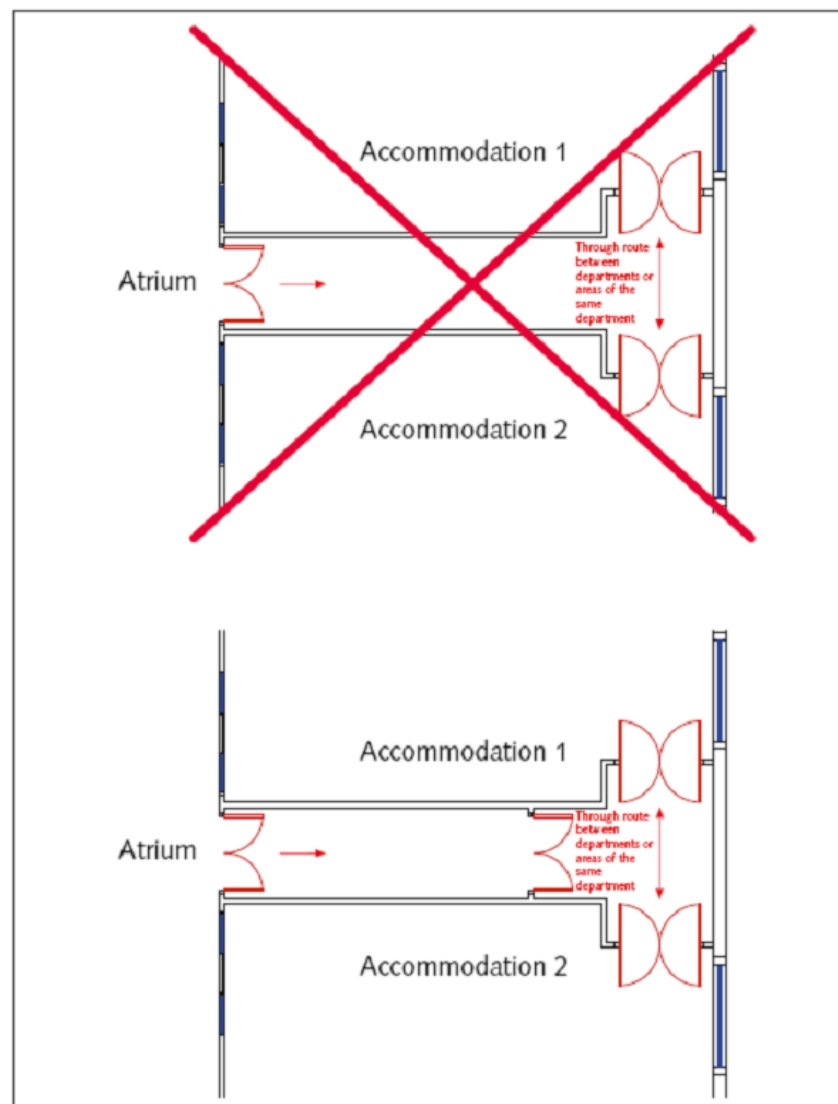 Accommodation 1
Through route
between
departments or
areas of the
same
department
Atrium
Accommodation 2
Accommodation 1
Through route
between
departments or
areas of the
same
department
Atrium
Accommodation 2